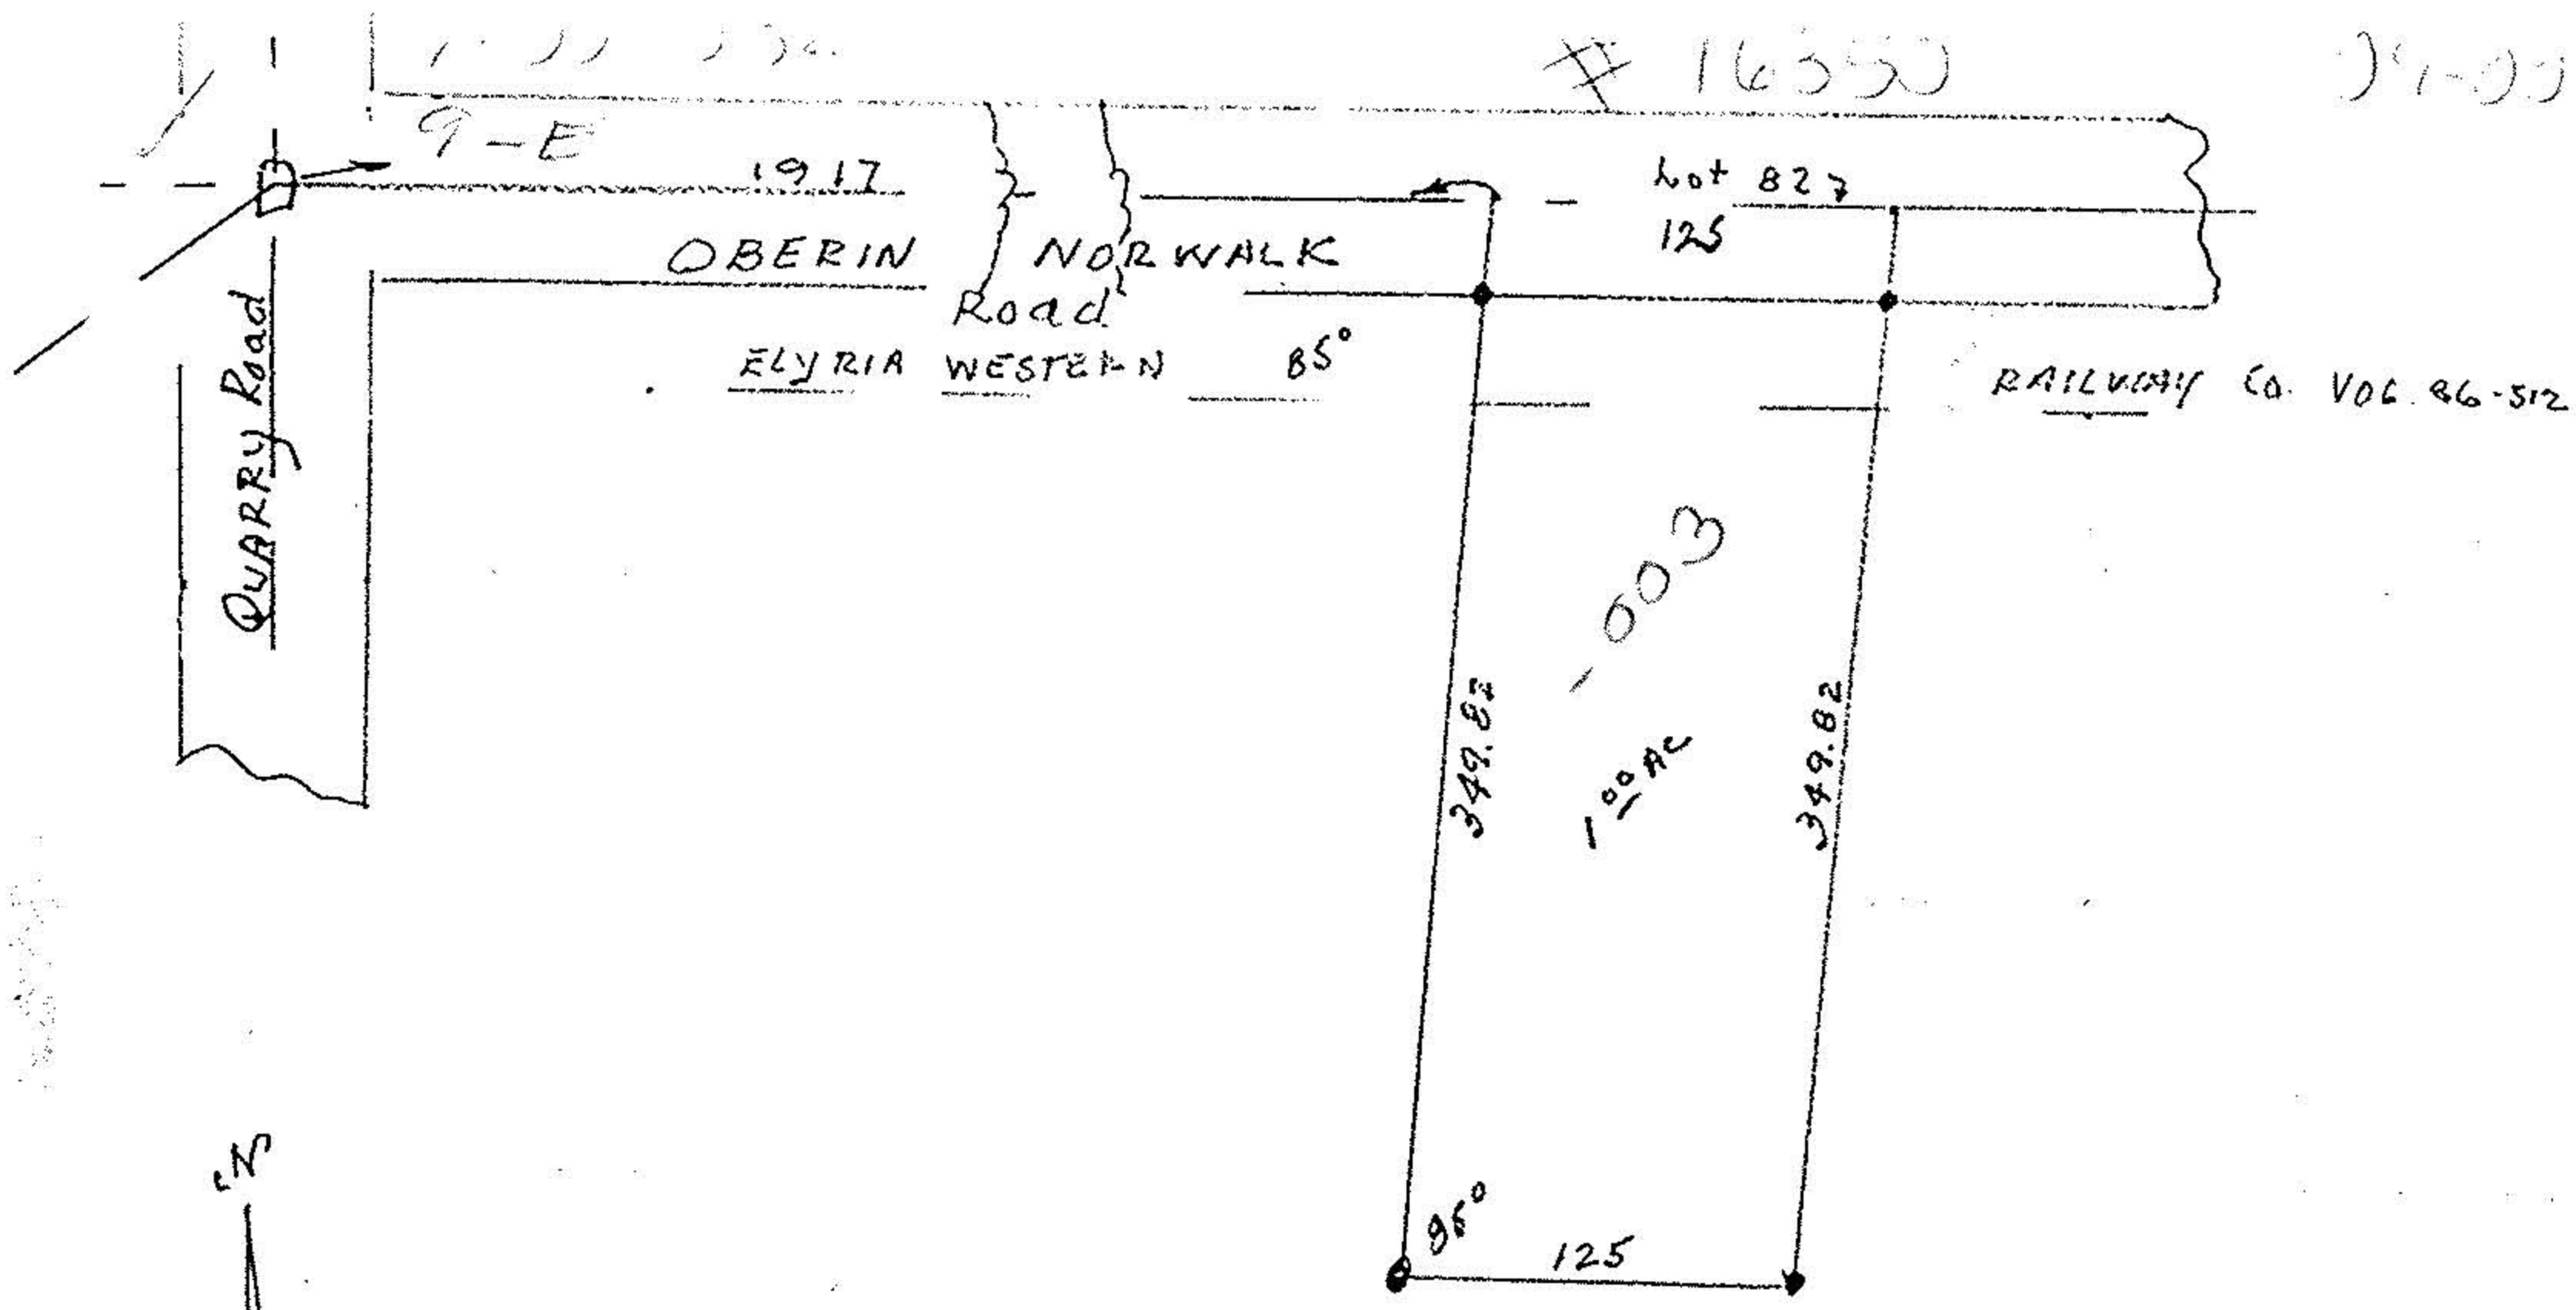 # 16350
9-E
1917
Lot 827
125
OBERIN NORWALK
Road
ELYRIA WESTERN 85°
RAILWAY CO. VOL. 86-512
QUARRY Road
-003
349.82
349.82
1 00 AC
N
95°
125